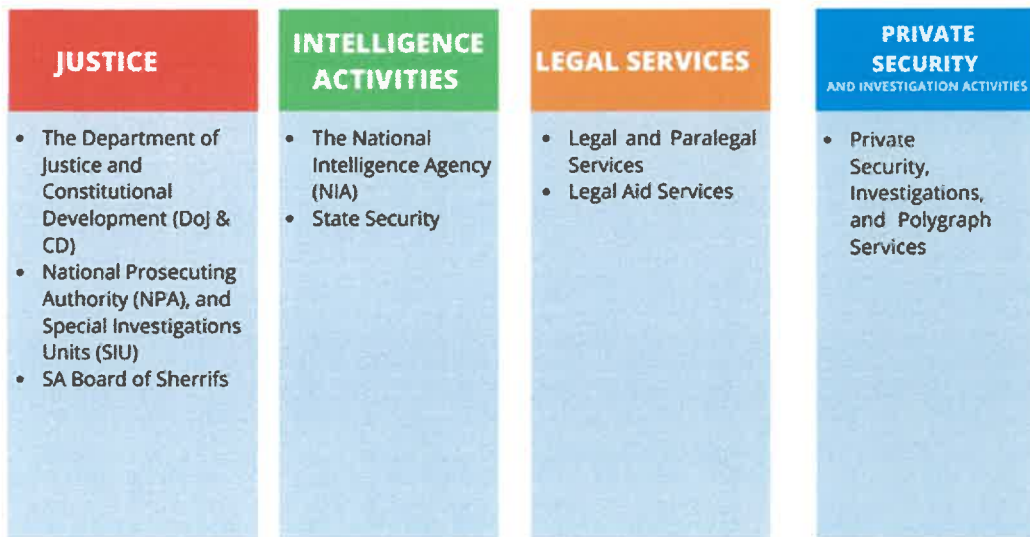 JUSTICE
• The Department of
Justice and
Constitutional
Development (DoJ &
CD)
• National Prosecuting
Authority (NPA), and
Special Investigations
Units (SIU)
• SA Board of Sherrifs
INTELLIGENCE
ACTIVITIES
• The National
Intelligence Agency
(NIA)
• State Security
LEGAL SERVICES
• Legal and Paralegal
Services
• Legal Aid Services
PRIVATE
SECURITY
AND INVESTIGATION ACTIVITIES
• Private
Security,
Investigations,
and Polygraph
Services